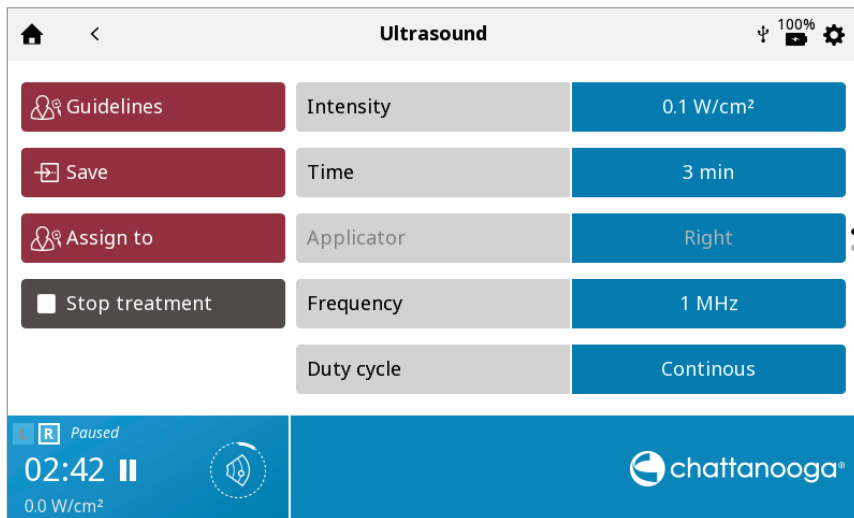 Ultrasound
100%
Guidelines
Intensity
0.1 W/cm²
Save
Time
3 min
Assign to
Applicator
Right
Stop treatment
Frequency
1 MHz
Duty cycle
Continous
L R Paused
02:42
0.0 W/cm²
chattanooga®